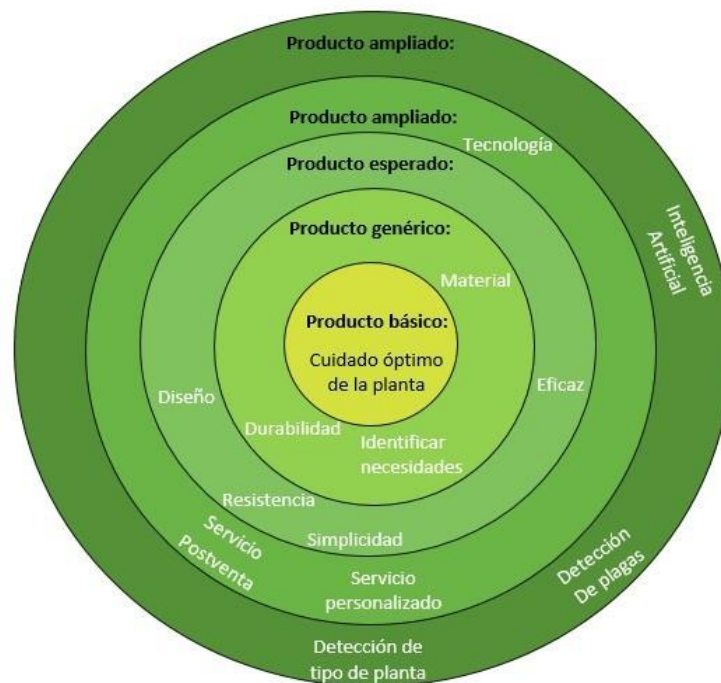 Producto ampliado:
Producto ampliado:
Tecnología
Producto esperado:
Inteligencia
Artificial
Producto genérico:
Material
Producto básico:
Cuidado óptimo
de la planta
Diseño
Eficaz
Durabilidad
Identificar
necesidades
Resistencia
Simplicidad
Servicio
Postventa
Servicio
personalizado
Detección
De plagas
Detección de
tipo de planta